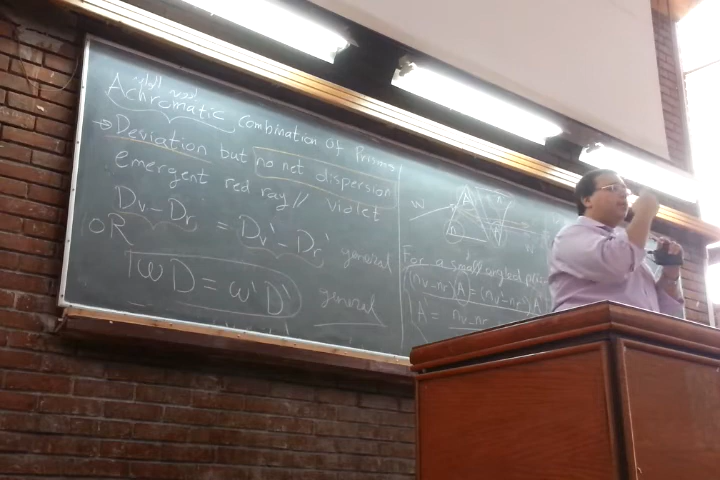 Achromatic Combination of Prisms
→ Deviation but no net dispersion
emergent red ray // violet
Dv - Dr = Dv' - Dr' general
OR
ωD = ω'D' general
W
A
For a small angled
(nv - nr)A = (nv' - nr')A'
A' = nv - nr